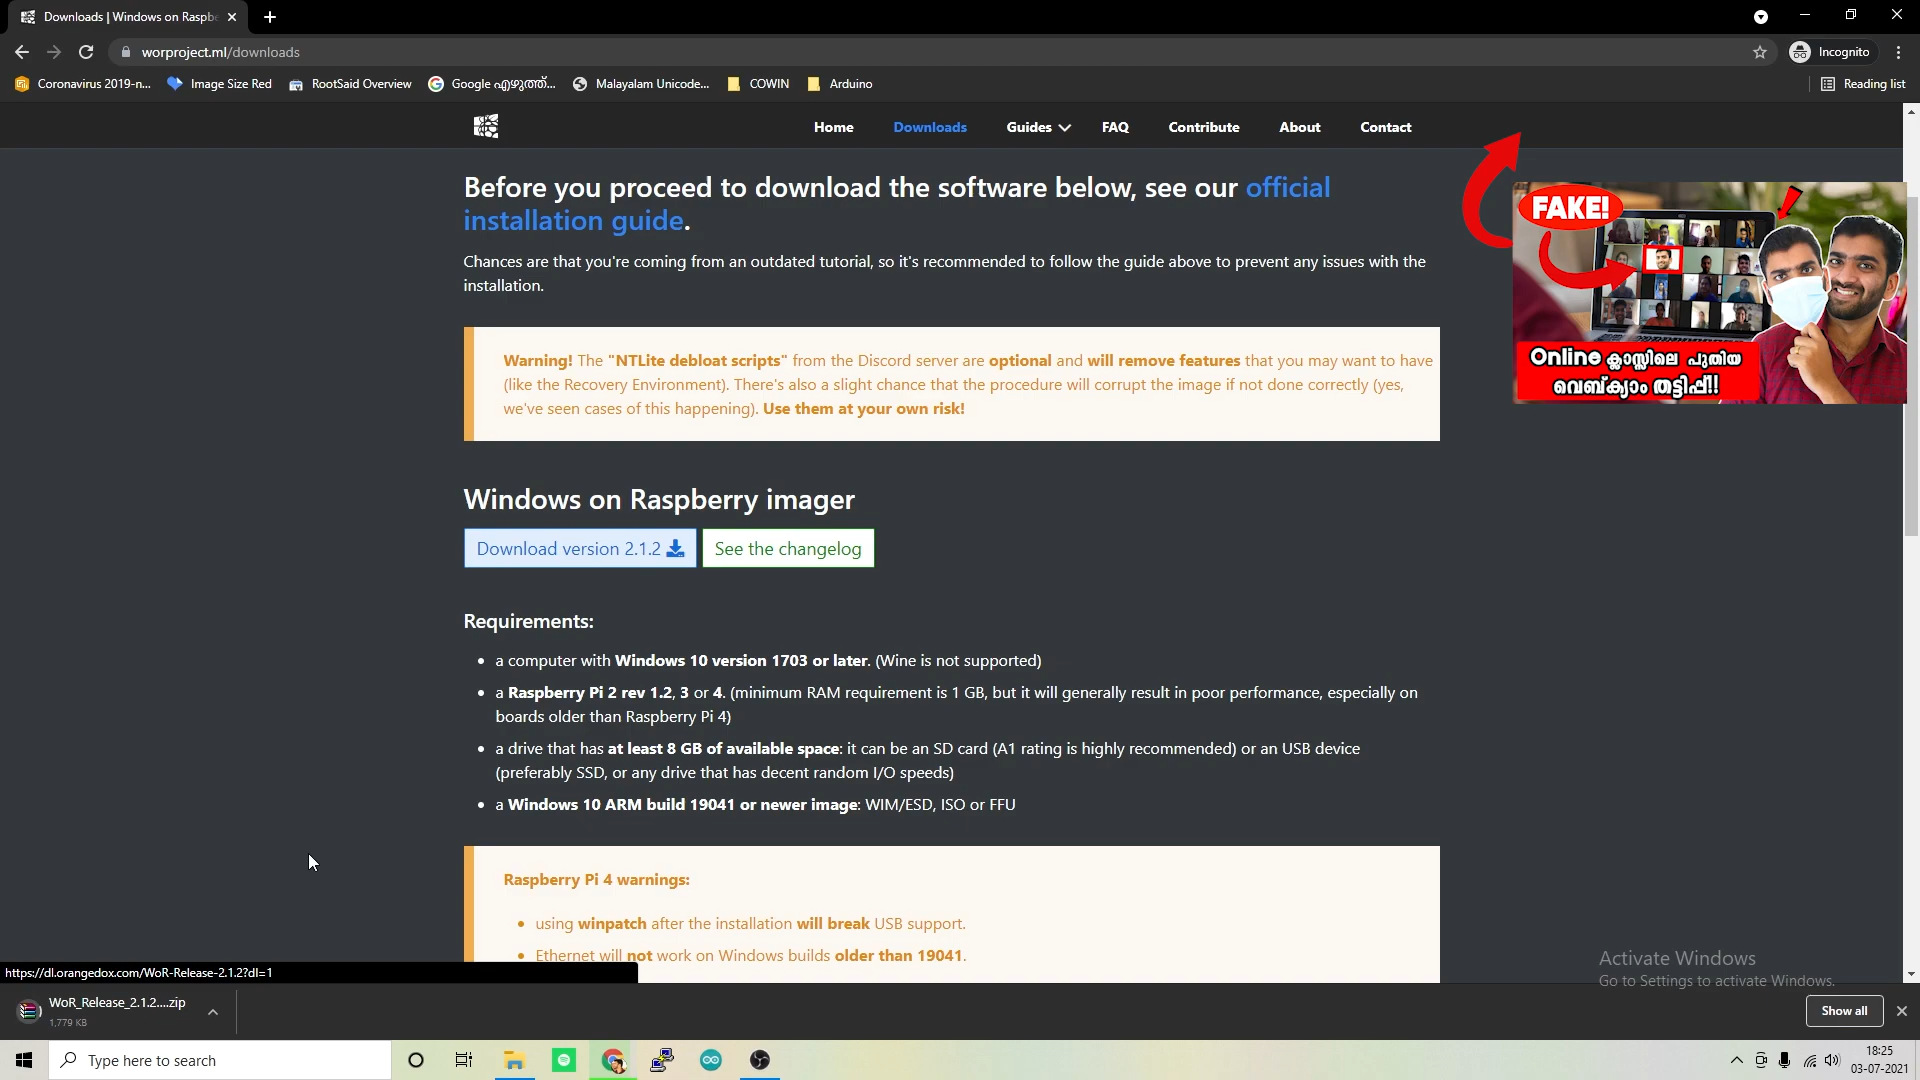 Downloads | Windows on Raspbe
worproject.ml/downloads
Incognito
Coronavirus 2019-n...
Image Size Red
RootSaid Overview
Google എഴുത്ത്...
Malayalam Unicode...
COWIN
Arduino
Reading list
Home
Downloads
Guides
FAQ
Contribute
About
Contact
Before you proceed to download the software below, see our official
installation guide.
Chances are that you're coming from an outdated tutorial, so it's recommended to follow the guide above to prevent any issues with the
installation.
FAKE!
Online ക്ലാസ്സിലെ പുതിയ
വെബ്ക്യാം തട്ടിപ്പ്!!
Warning! The "NTLite debloat scripts" from the Discord server are optional and will remove features that you may want to have
(like the Recovery Environment). There's also a slight chance that the procedure will corrupt the image if not done correctly (yes,
we've seen cases of this happening). Use them at your own risk!
Windows on Raspberry imager
Download version 2.1.2
See the changelog
Requirements:
• a computer with Windows 10 version 1703 or later. (Wine is not supported)
• a Raspberry Pi 2 rev 1.2, 3 or 4. (minimum RAM requirement is 1 GB, but it will generally result in poor performance, especially on
boards older than Raspberry Pi 4)
• a drive that has at least 8 GB of available space: it can be an SD card (A1 rating is highly recommended) or an USB device
(preferably SSD, or any drive that has decent random I/O speeds)
• a Windows 10 ARM build 19041 or newer image: WIM/ESD, ISO or FFU
Raspberry Pi 4 warnings:
• using winpatch after the installation will break USB support.
• Ethernet will not work on Windows builds older than 19041.
Activate Windows
Go to Settings to activate Windows.
https://dl.orangedox.com/WoR-Release-2.1.2?dl=1
WoR_Release_2.1.2....zip
1,779 KB
Show all
Type here to search
18:25
03-07-2021